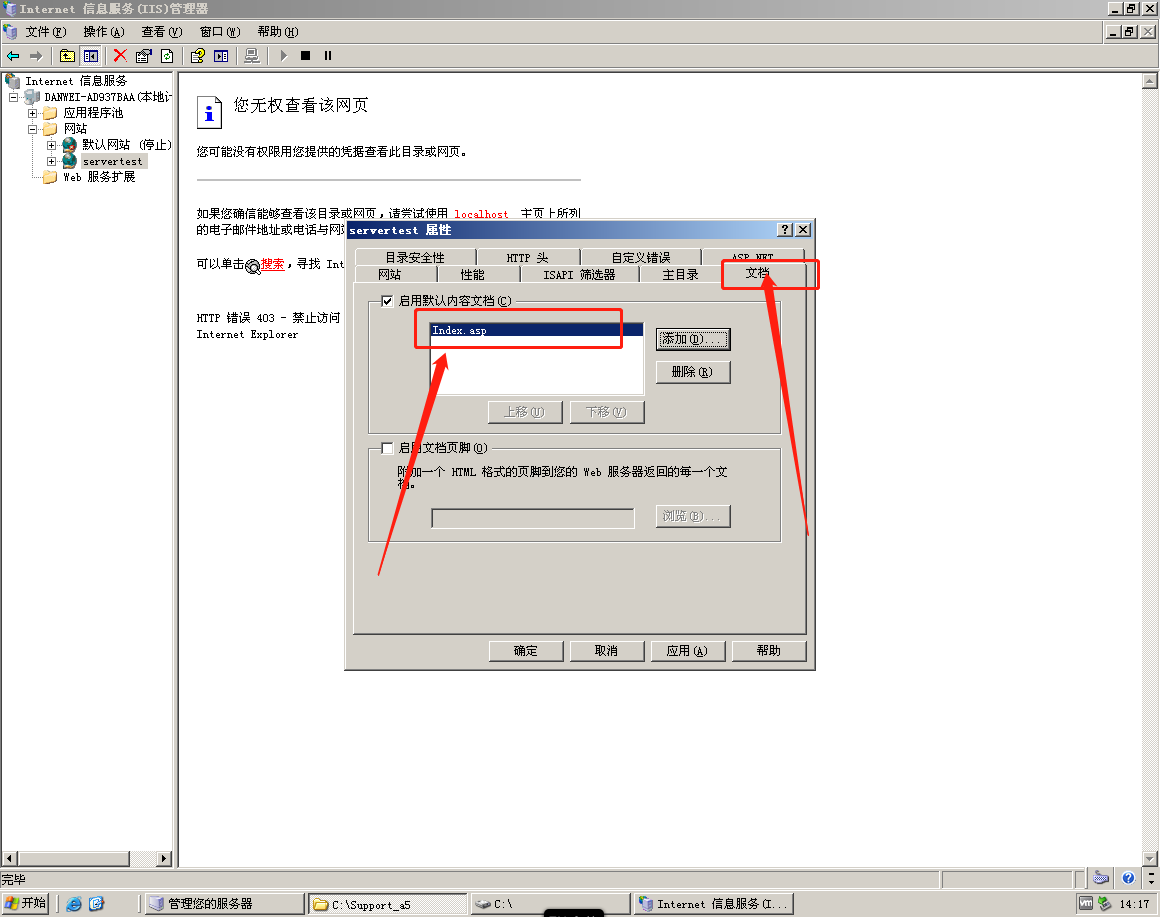 Internet 信息服务(IIS)管理器
文件(F) 操作(A) 查看(V) 窗口(W) 帮助(H)
Internet 信息服务
DANWEI-AD937BAA(本地计
应用程序池
网站
默认网站 (停止)
servertest
Web 服务扩展
您无权查看该网页
您可能没有权限用您提供的凭据查看此目录或网页。
如果您确信能够查看该目录或网页，请尝试使用 localhost 主页上所列
的电子邮件地址或电话与网站
可以单击 搜索，寻找 Int
HTTP 错误 403 - 禁止访问
Internet Explorer
servertest 属性
目录安全性 HTTP 头 自定义错误 ASP.NET
网站 性能 ISAPI 筛选器 主目录 文档
启用默认内容文档(C)
Index.asp
添加(D)...
删除(R)
上移(U) 下移(V)
启用文档页脚(O)
附加一个 HTML 格式的页脚到您的 Web 服务器返回的每一个文
档。
浏览(B)...
确定 取消 应用(A) 帮助
完毕
开始 管理您的服务器 C:\Support_a5 C:\ Internet 信息服务(I... 14:17